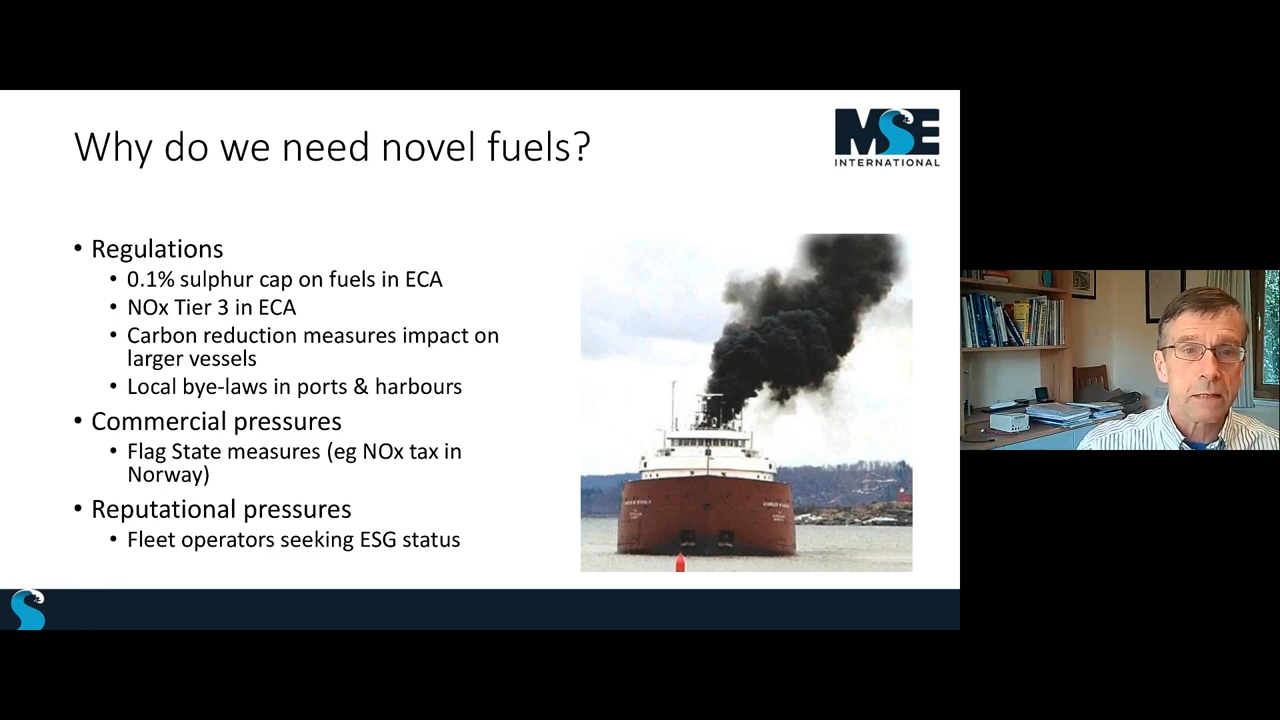 Why do we need novel fuels?
MSE
INTERNATIONAL
• Regulations
• 0.1% sulphur cap on fuels in ECA
• NOx Tier 3 in ECA
• Carbon reduction measures impact on
larger vessels
• Local bye-laws in ports & harbours
• Commercial pressures
• Flag State measures (eg NOx tax in
Norway)
• Reputational pressures
• Fleet operators seeking ESG status